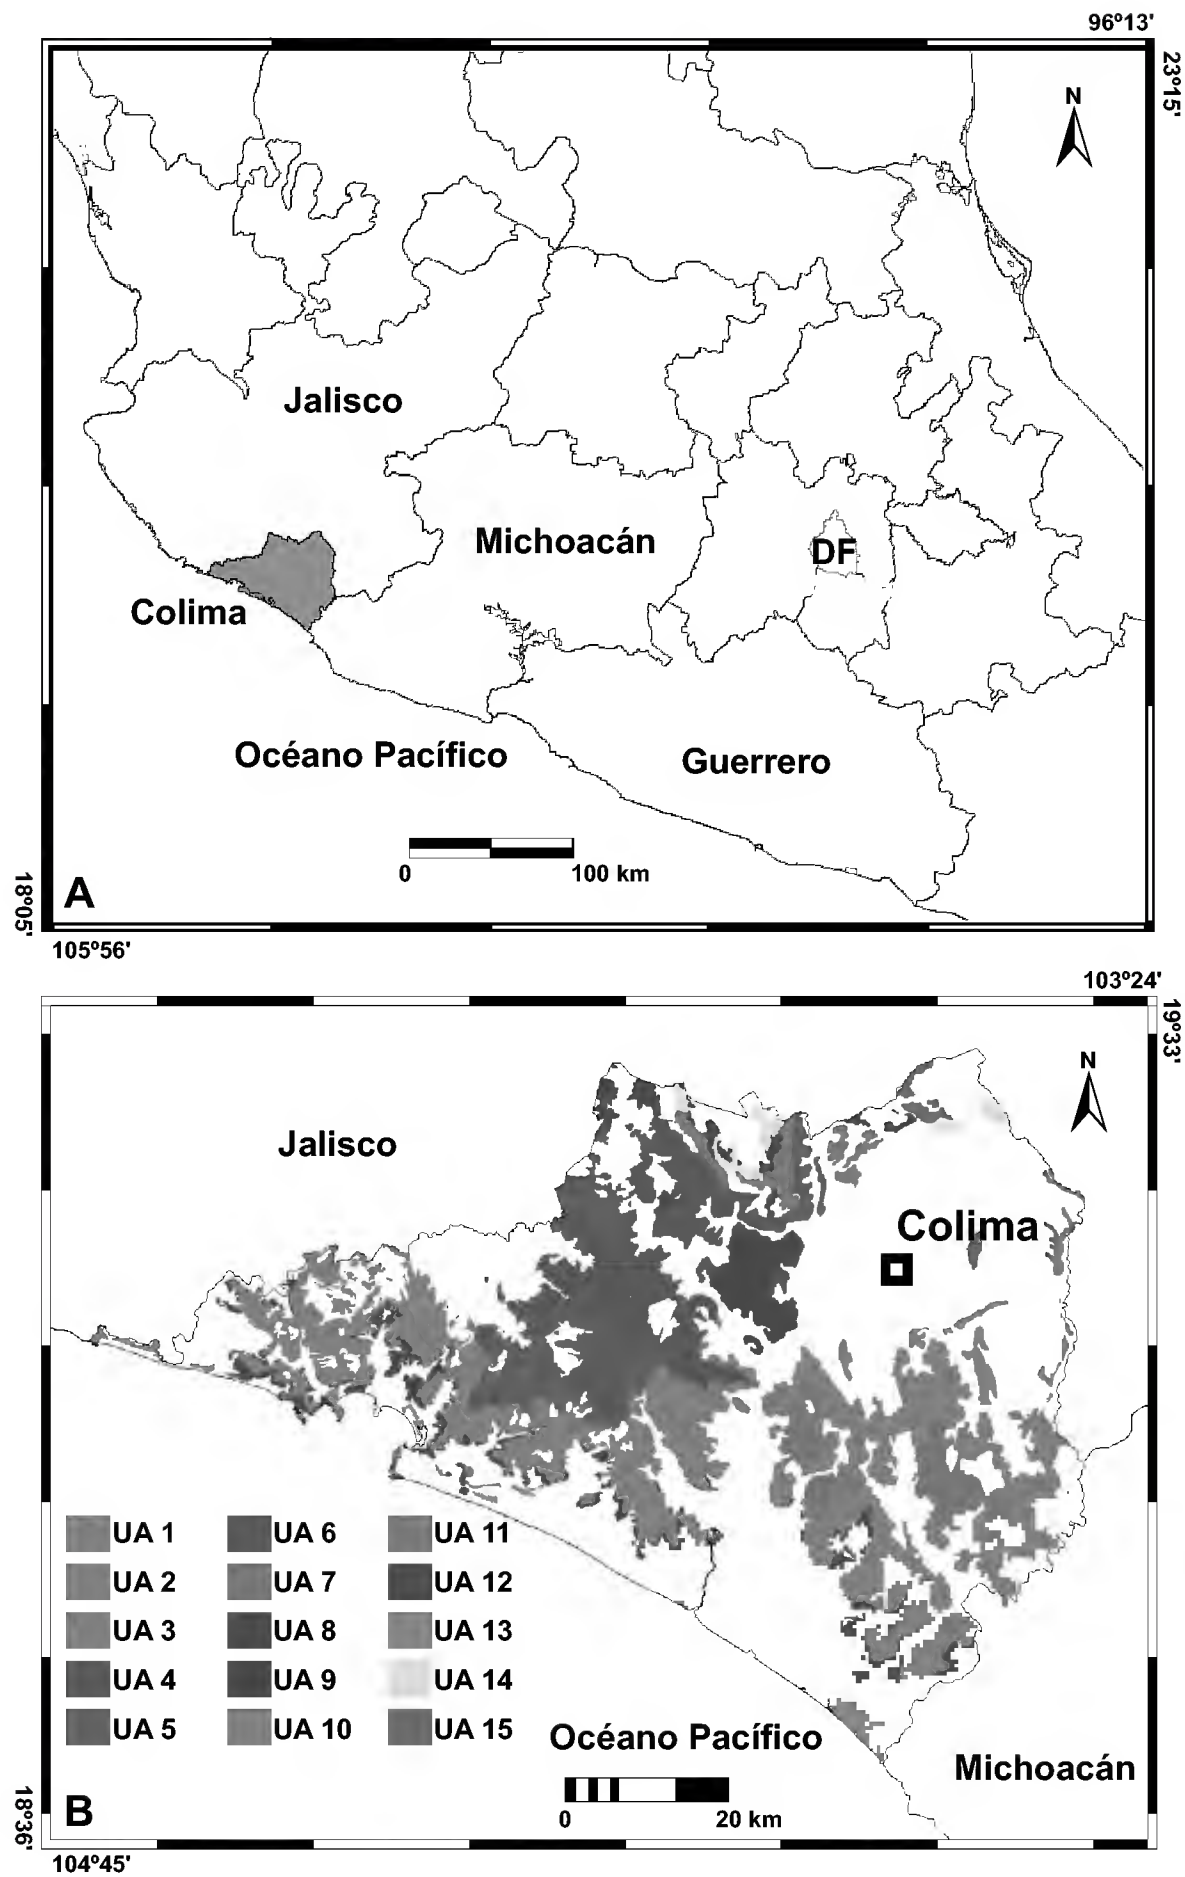 96º13'
23º15'
N
Jalisco
Michoacán
DF
Colima
Océano Pacífico
Guerrero
0 100 km
A
18º05'
105º56'
103º24'
19º33'
N
Jalisco
Colima
UA 1 UA 6 UA 11
UA 2 UA 7 UA 12
UA 3 UA 8 UA 13
UA 4 UA 9 UA 14
UA 5 UA 10 UA 15
Océano Pacífico
Michoacán
0 20 km
B
18º36'
104º45'